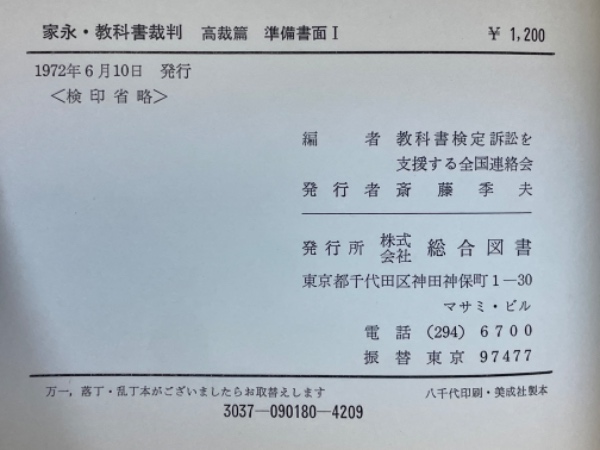 家永・教科書裁判 高裁篇 準備書面Ⅰ ￥1,200
1972年6月10日 発行
＜検印省略＞
編者 教科書検定訴訟を
支援する全国連絡会
発行者 斎藤季夫
発行所 株式会社 総合図書
東京都千代田区神田神保町1―30
マサミ・ビル
電話 (294) 6700
振替 東京 97477
万一，落丁・乱丁本がございましたらお取替えします 八千代印刷・美成社製本
3037―090180―4209